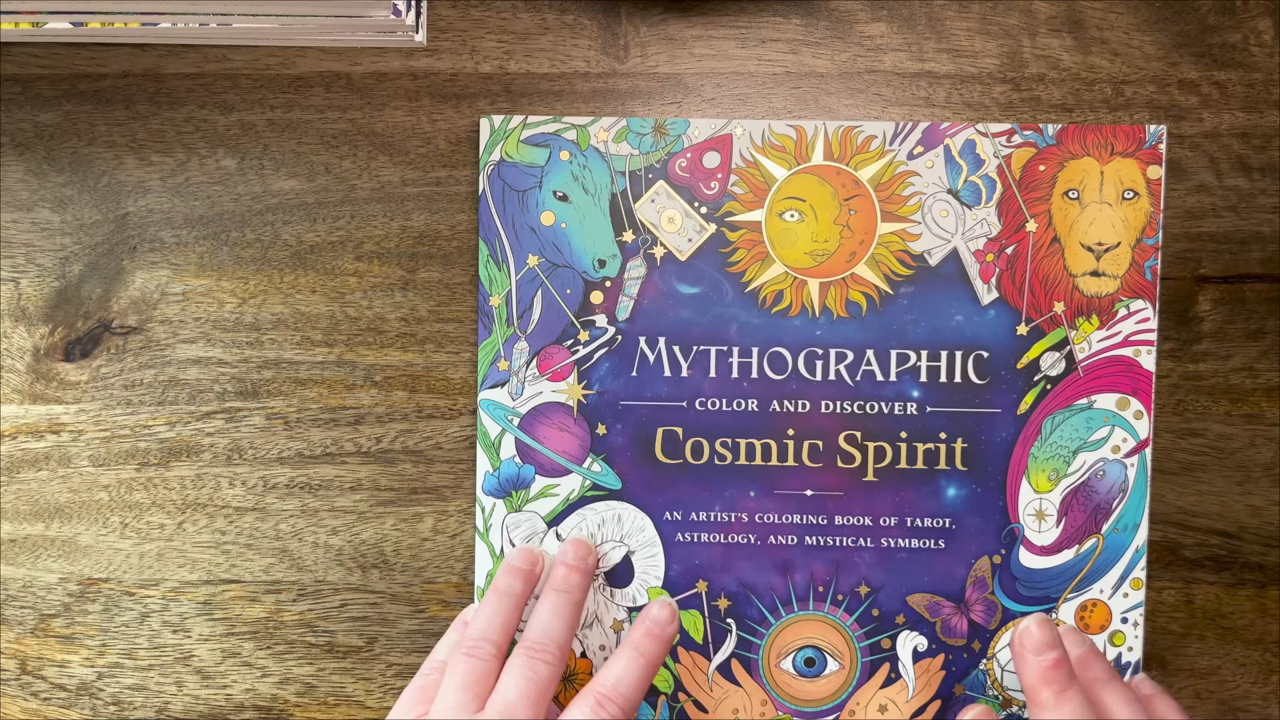 MYTHOGRAPHIC
COLOR AND DISCOVER
Cosmic Spirit
AN ARTIST'S COLORING BOOK OF TAROT,
ASTROLOGY, AND MYSTICAL SYMBOLS